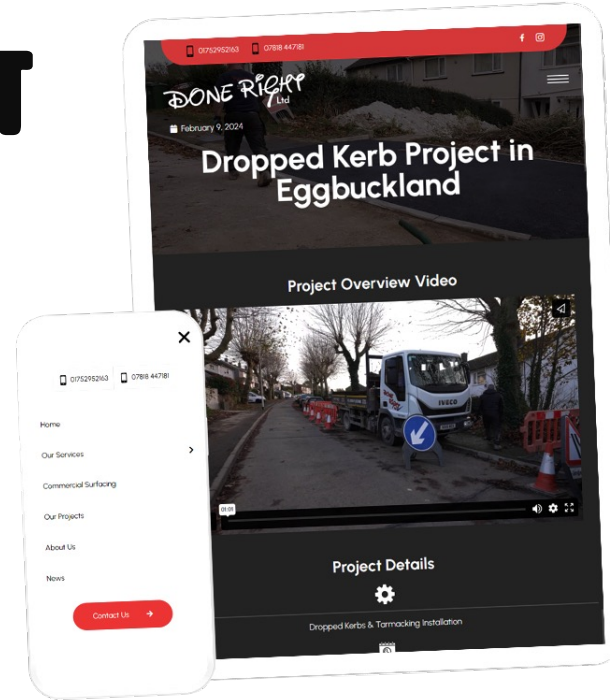 01752952163 07818 447181
DONE RIGHT
Ltd
February 9, 2024
Dropped Kerb Project in
Eggbuckland
Project Overview Video
IVECO
01:01
Project Details
Dropped Kerbs & Tarmacking Installation
01752952163 07818 447181
Home
Our Services
Commercial Surfacing
Our Projects
About Us
News
Contact Us